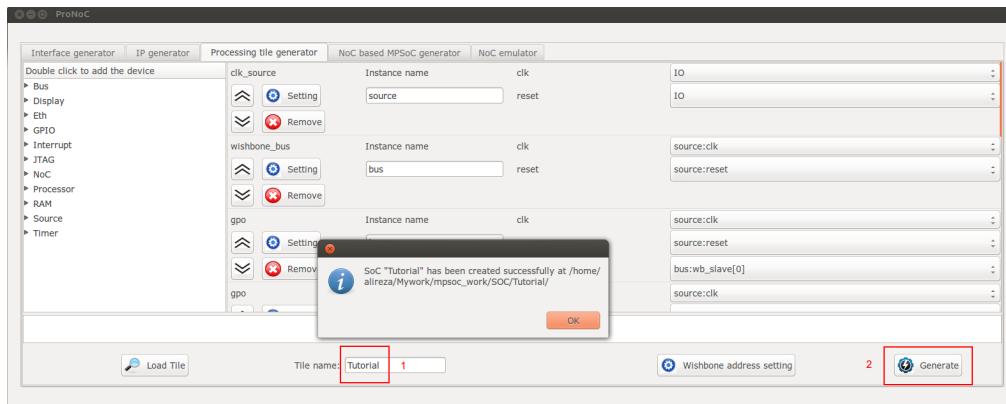 ProNoC
Interface generator
IP generator
Processing tile generator
NoC based MPSoC generator
NoC emulator
Double click to add the device
Bus
Display
Eth
GPIO
Interrupt
JTAG
NoC
Processor
RAM
Source
Timer
clk_source
Instance name
clk
IO
Setting
source
reset
IO
Remove
wishbone_bus
Instance name
clk
source:clk
Setting
bus
reset
source:reset
Remove
gpo
Instance name
clk
source:clk
Setting
source:reset
Remov
bus:wb_slave[0]
gpo
source:clk
SoC "Tutorial" has been created successfully at /home/
alireza/Mywork/mpsoc_work/SOC/Tutorial/
OK
Load Tile
Tile name:
Tutorial
1
Wishbone address setting
2
Generate